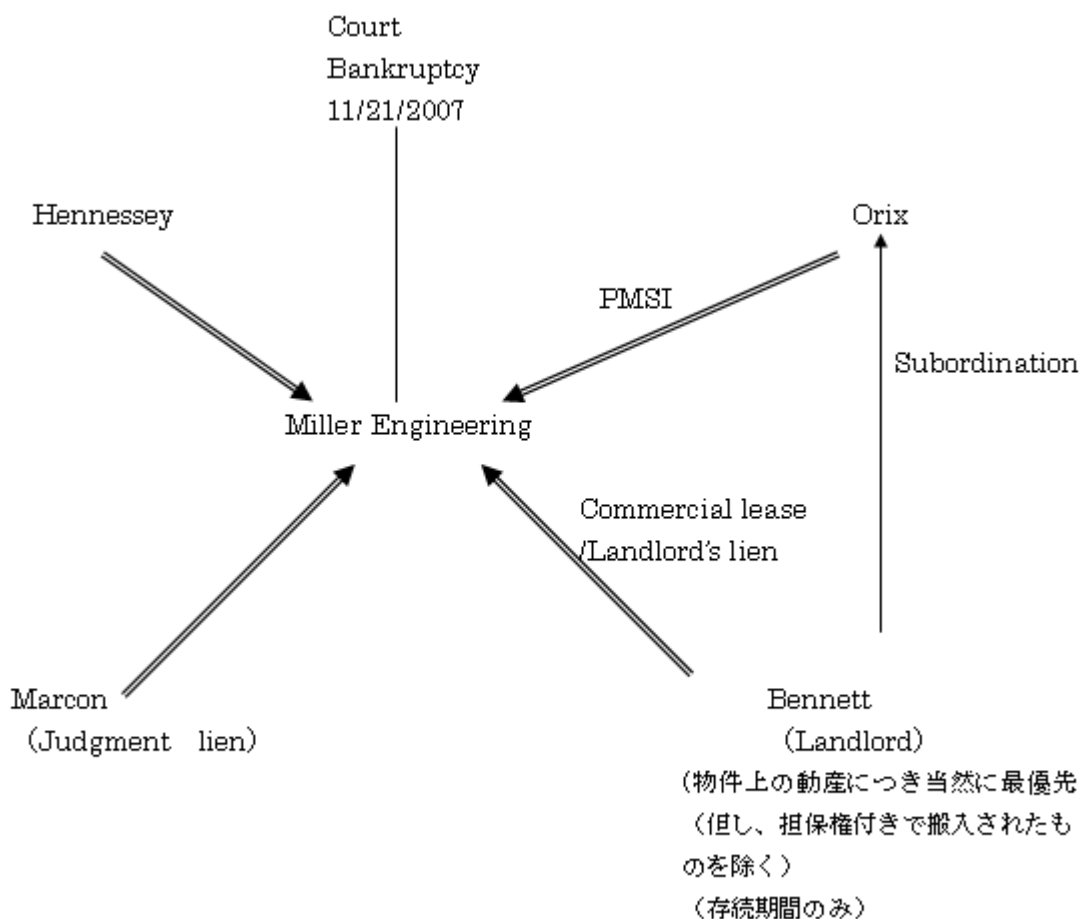 Court
Bankruptcy
11/21/2007
Hennessey
Orix
PMSI
Subordination
Miller Engineering
Commercial lease
/Landlord's lien
Marcon
（Judgment　lien）
Bennett
（Landlord）
（物件上の動産につき当然に最優先
（但し、担保権付きで搬入されたも
のを除く）
（存続期間のみ）